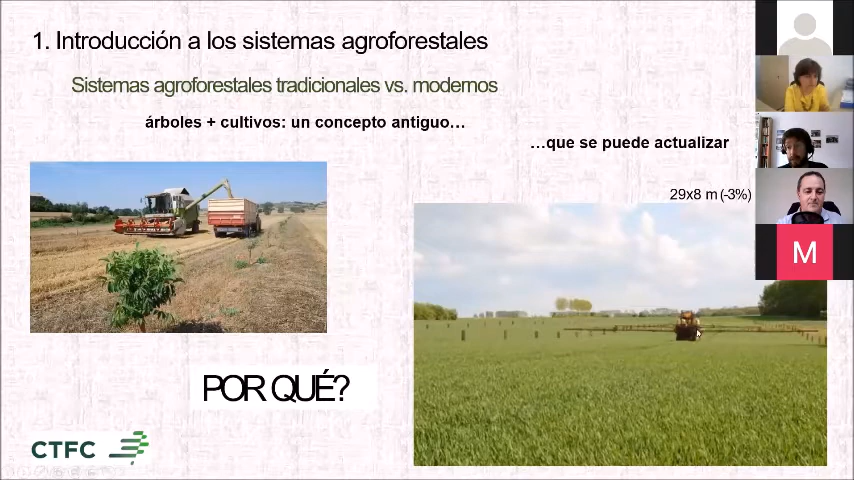 1. Introducción a los sistemas agroforestales
Sistemas agroforestales tradicionales vs. modernos
árboles + cultivos: un concepto antiguo…
…que se puede actualizar
29x8 m (-3%)
M
POR QUÉ?
CTFC